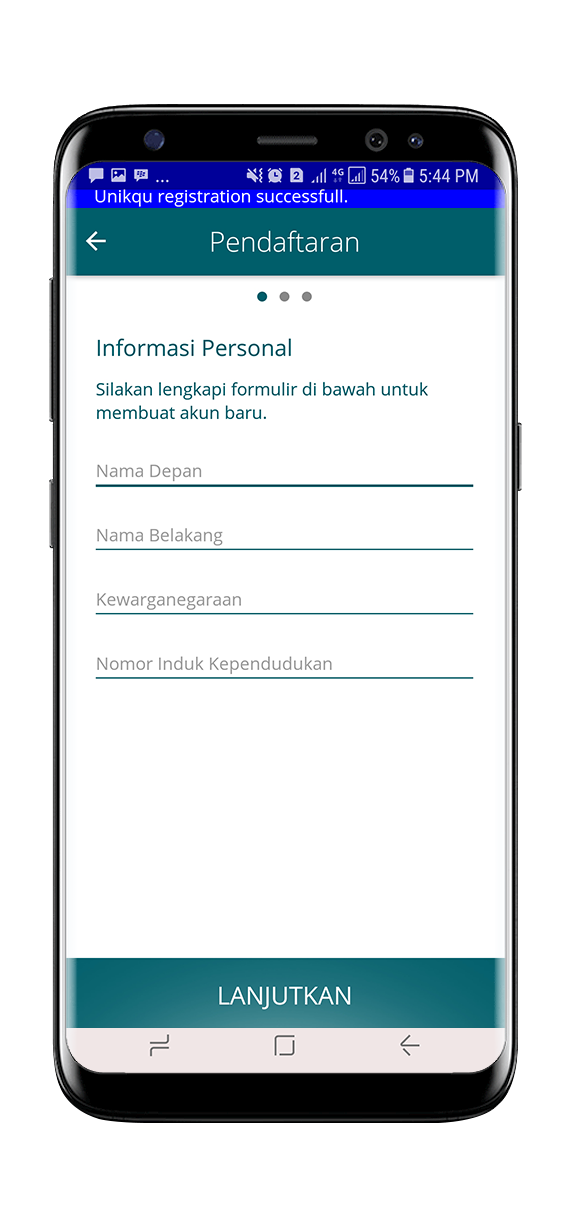 ... 2 4G 54% 5:44 PM
Unikqu registration successfull.
Pendaftaran
Informasi Personal
Silakan lengkapi formulir di bawah untuk
membuat akun baru.
Nama Depan
Nama Belakang
Kewarganegaraan
Nomor Induk Kependudukan
LANJUTKAN